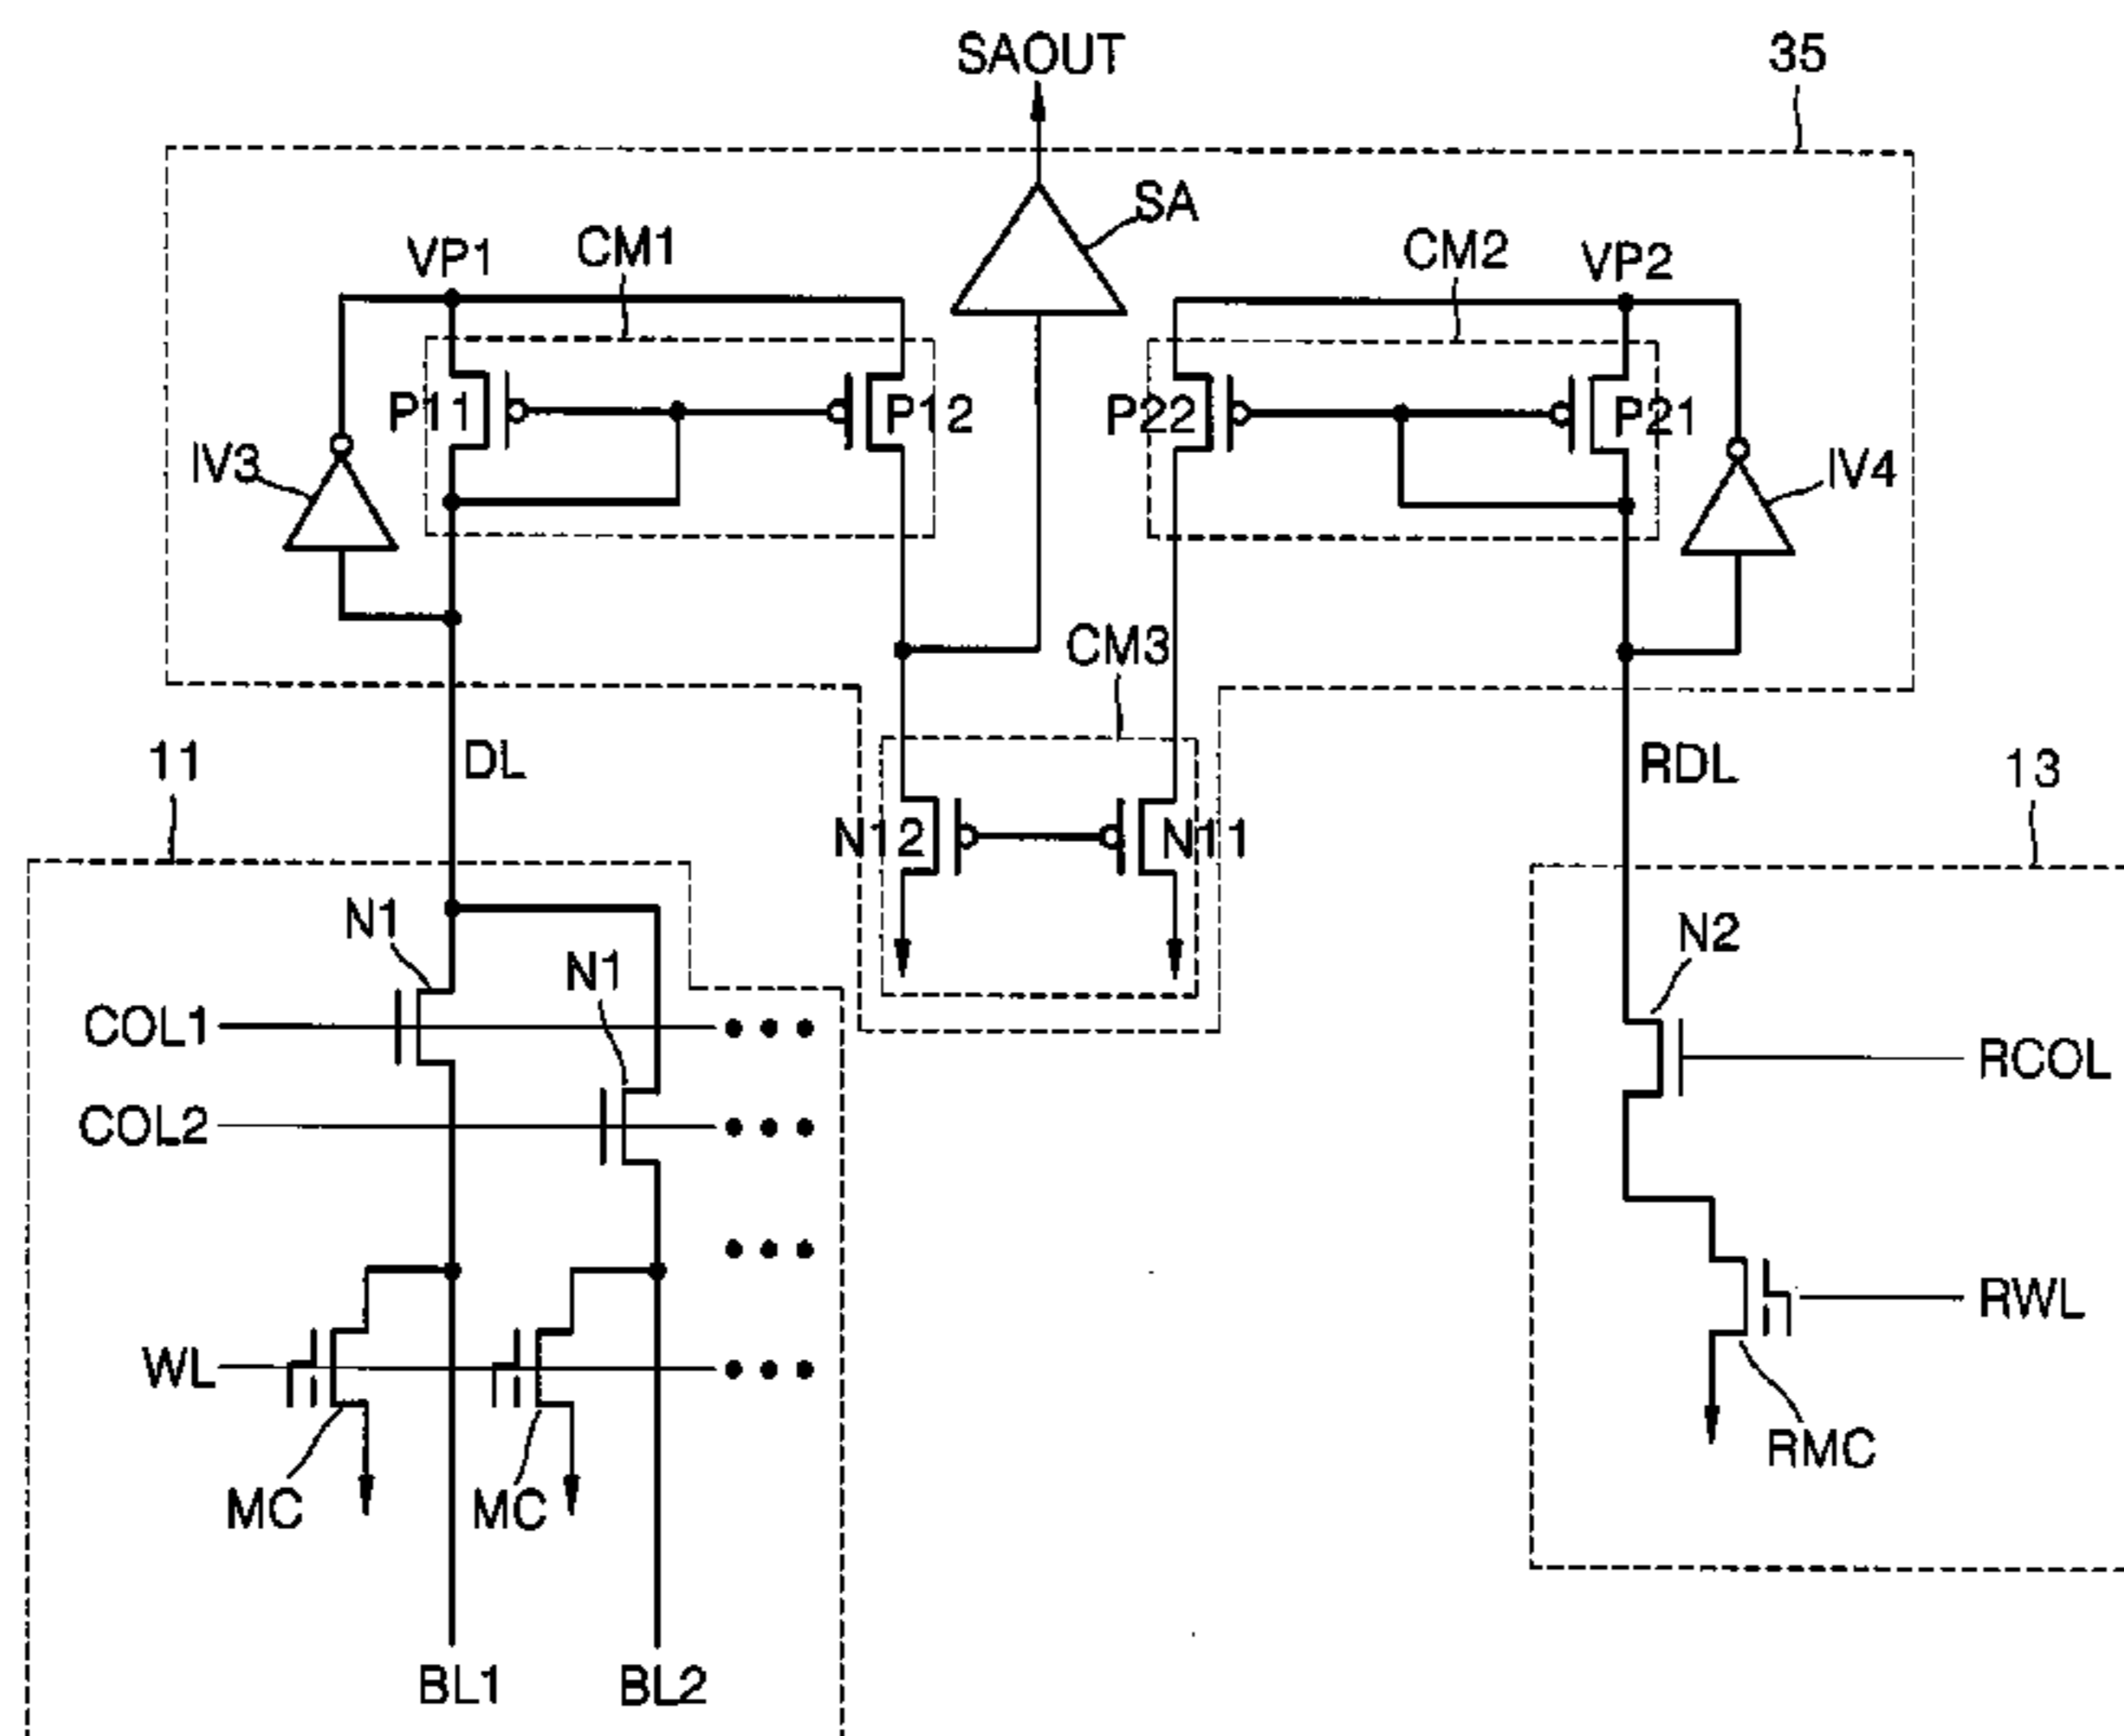 SAOUT
35
SA
VP1
CM1
CM2
VP2
P11
P12
P22
P21
IV3
IV4
CM3
11
DL
RDL
13
N12
N11
N1
N1
N2
COL1
RCOL
COL2
WL
RWL
MC
MC
RMC
BL1
BL2